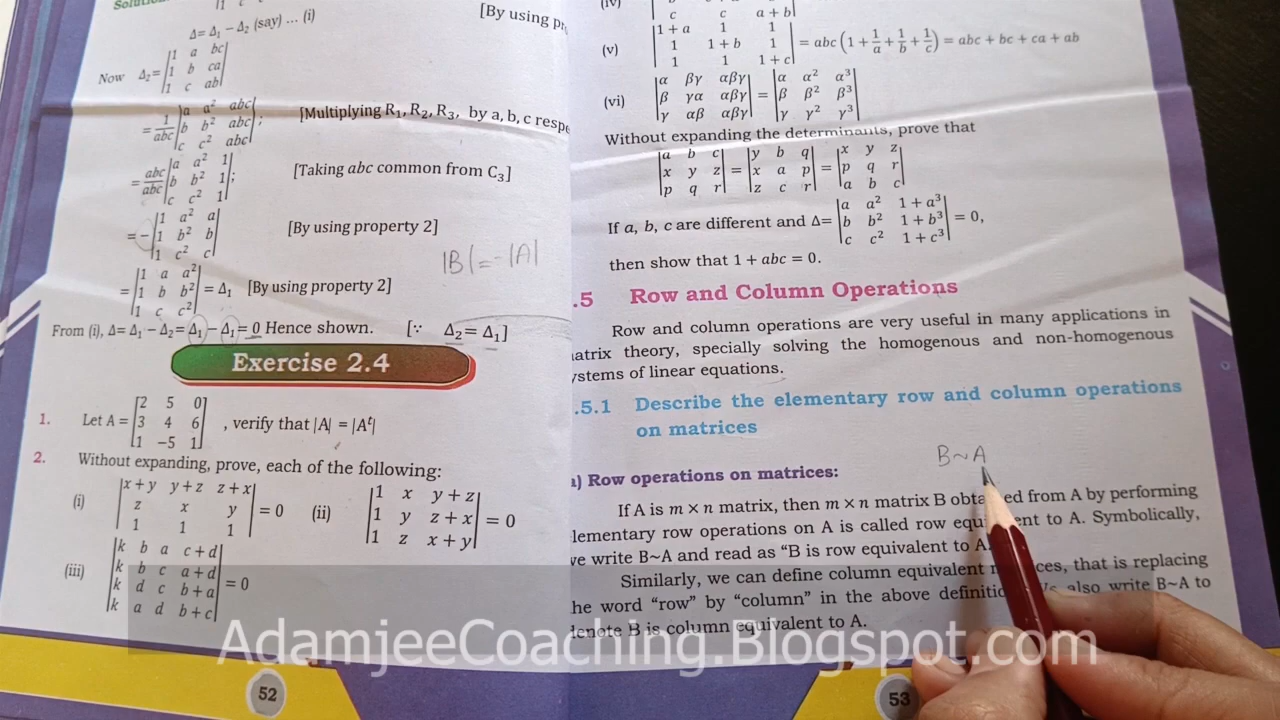 Solution
Δ= Δ₁ − Δ₂ (say) ... (i) [By using
Now Δ₂= |1 a bc|
|1 b ca|
|1 c ab|
= 1/abc |a a² abc|
|b b² abc| ; [Multiplying R₁, R₂, R₃, by a, b, c
|c c² abc|
= abc/abc |a a² 1|
|b b² 1| ; [Taking abc common from C₃]
|c c² 1|
= − |1 a² a|
|1 b² b| [By using property 2]
|1 c² c|
|B| = −|A|
= |1 a a²|
|1 b b²| = Δ₁ [By using property 2]
|1 c c²|
From (i), Δ= Δ₁ − Δ₂= Δ₁ − Δ₁= 0 Hence shown. [∵ Δ₂= Δ₁]
Exercise 2.4
1. Let A = [2 5 0]
[3 4 6] , verify that |A| = |Aᵗ|
[1 −5 1]
2. Without expanding, prove, each of the following:
(i) |x+y y+z z+x|
|z x y| = 0
|1 1 1|
(ii) |1 x y+z|
|1 y z+x| = 0
|1 z x+y|
(iii) |k b a c+d|
|k b c a+d| = 0
|k d c b+a|
|k a d b+c|
52
(iv)
c c a+b|
(v) |1+a 1 1|
|1 1+b 1| = abc (1 + 1/a + 1/b + 1/c) = abc + bc + ca + ab
|1 1 1+c|
(vi) |α βγ αβγ| |α α² α³|
|β γα αβγ| = |β β² β³|
|γ αβ αβγ| |γ γ² γ³|
Without expanding the determinants, prove that
|a b c| |y b q| |x y z|
|x y z| = |x a p| = |p q r|
|p q r| |z c r| |a b c|
If a, b, c are different and Δ= |a a² 1+a³|
|b b² 1+b³| = 0,
|c c² 1+c³|
then show that 1 + abc = 0.
.5 Row and Column Operations
Row and column operations are very useful in many applications in
atrix theory, specially solving the homogenous and non-homogenous
ystems of linear equations.
.5.1 Describe the elementary row and column operations
on matrices
B~A
a) Row operations on matrices:
If A is m × n matrix, then m × n matrix B from A by performing
lementary row operations on A is called row to A. Symbolically,
ve write B~A and read as “B is row equivalent to A.
Similarly, we can define column equivalent that is replacing
he word “row” by “column” in the above also write B~A to
denote B is column equivalent to A.
53
AdamjeeCoaching.Blogspot.com